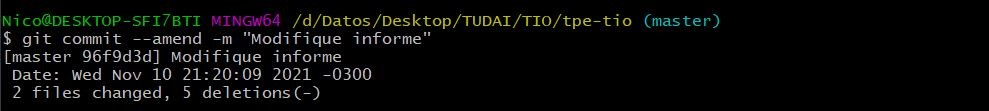 Nico@DESKTOP-SFI7BTI MINGW64 /d/Datos/Desktop/TUDAI/TIO/tpe-tio (master)
$ git commit --amend -m "Modifique informe"
[master 96f9d3d] Modifique informe
 Date: Wed Nov 10 21:20:09 2021 -0300
 2 files changed, 5 deletions(-)